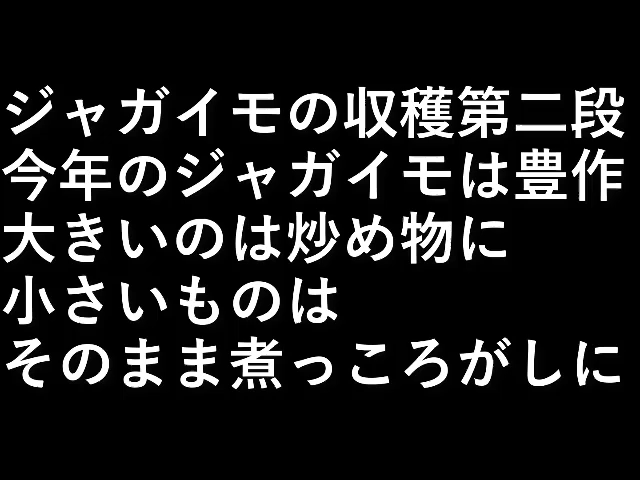 ジャガイモの収穫第二段
今年のジャガイモは豊作
大きいのは炒め物に
小さいものは
そのまま煮っころがしに